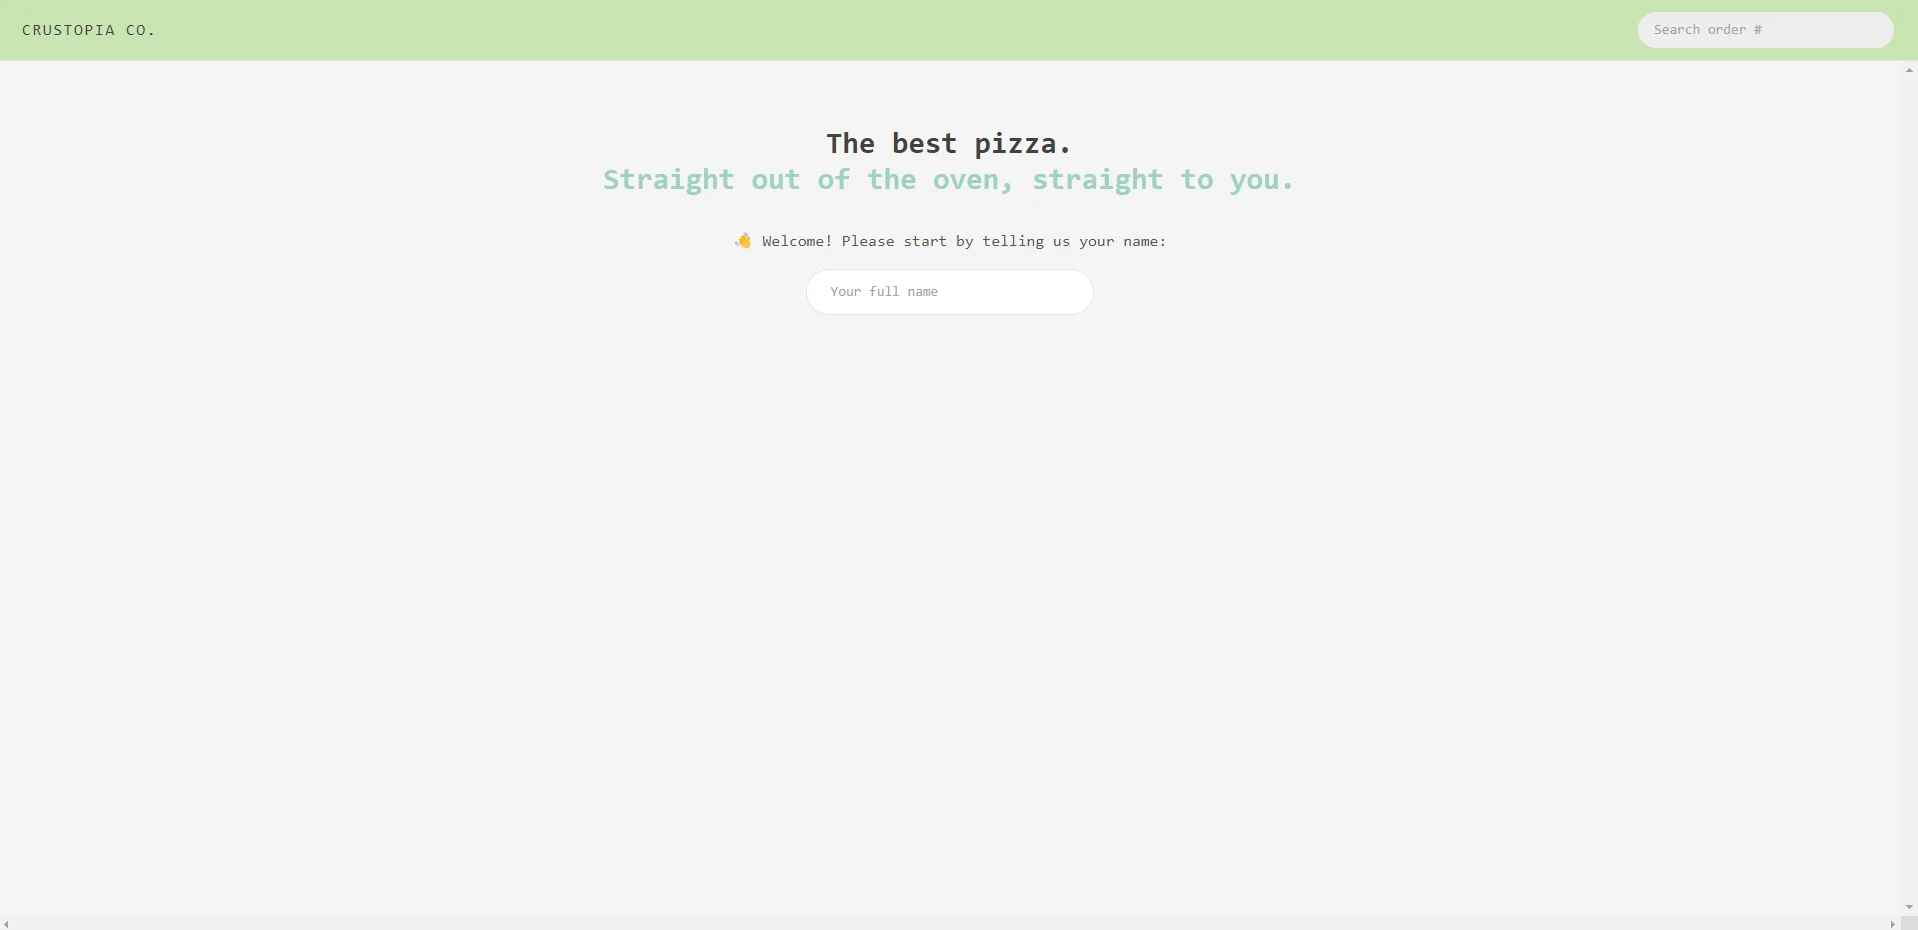 CRUSTOPIA CO.
Search order #
The best pizza.
Straight out of the oven, straight to you.
👋 Welcome! Please start by telling us your name:
Your full name